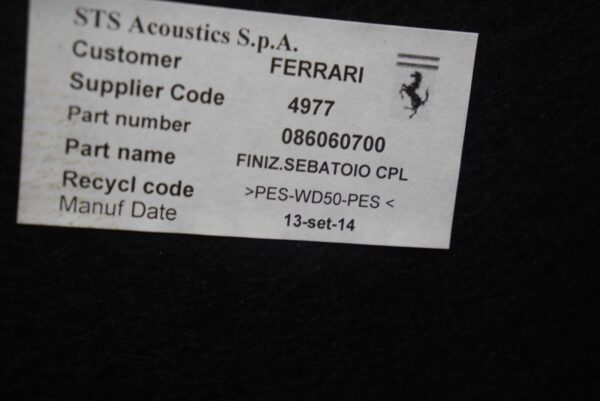 STS Acoustics S.p.A.
Customer FERRARI
Supplier Code 4977
Part number 086060700
Part name FINIZ.SEBATOIO CPL
Recycl code >PES-WD50-PES <
Manuf Date 13-set-14